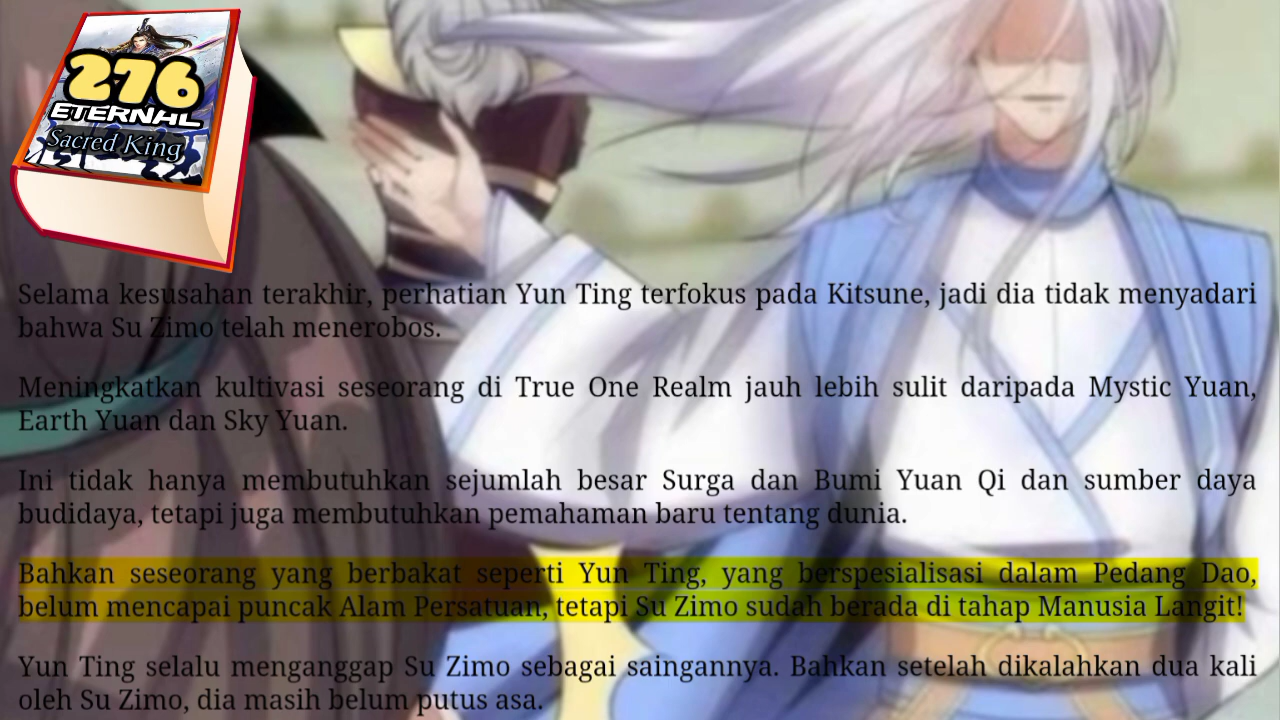 276
ETERNAL
Sacred King
Selama kesusahan terakhir, perhatian Yun Ting terfokus pada Kitsune, jadi dia tidak menyadari
bahwa Su Zimo telah menerobos.
Meningkatkan kultivasi seseorang di True One Realm jauh lebih sulit daripada Mystic Yuan,
Earth Yuan dan Sky Yuan.
Ini tidak hanya membutuhkan sejumlah besar Surga dan Bumi Yuan Qi dan sumber daya
budidaya, tetapi juga membutuhkan pemahaman baru tentang dunia.
Bahkan seseorang yang berbakat seperti Yun Ting, yang berspesialisasi dalam Pedang Dao,
belum mencapai puncak Alam Persatuan, tetapi Su Zimo sudah berada di tahap Manusia Langit!
Yun Ting selalu menganggap Su Zimo sebagai saingannya. Bahkan setelah dikalahkan dua kali
oleh Su Zimo, dia masih belum putus asa.